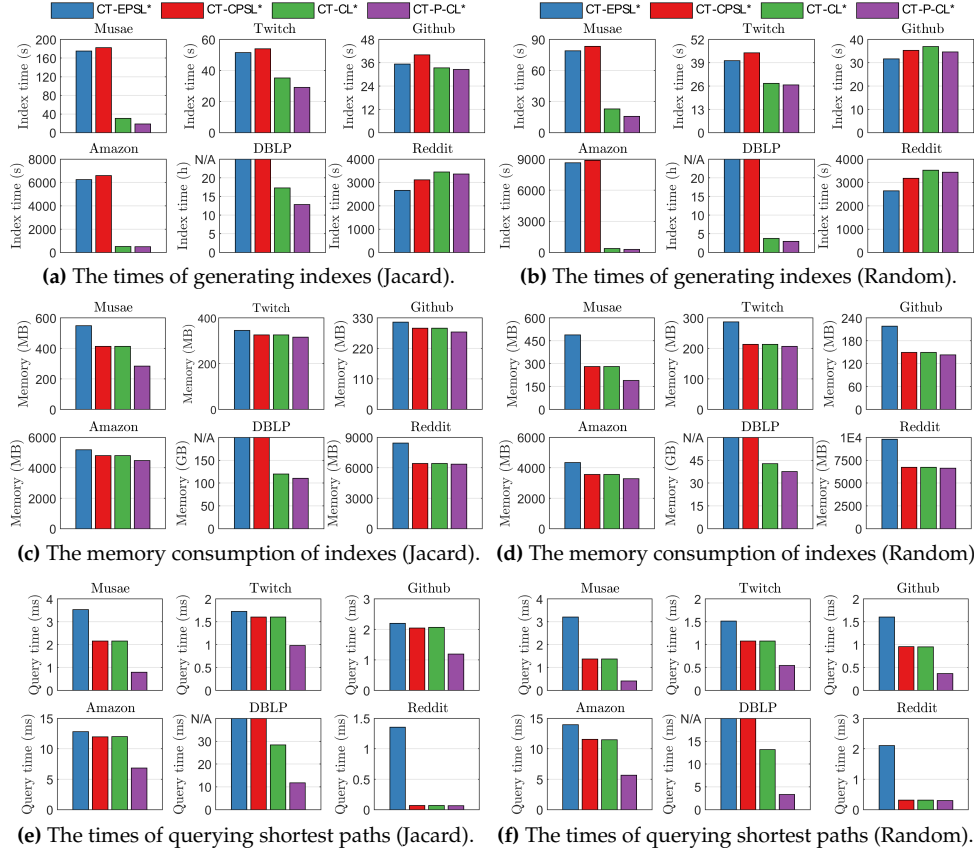 CT-EPSL* CT-CPSL* CT-CL* CT-P-CL* CT-EPSL* CT-CPSL* CT-CL* CT-P-CL*
Musae Twitch Github Musae Twitch Github
Index time (s) 200 160 120 80 40 0
Index time (s) 60 40 20 0
Index time (s) 48 36 24 12 0
Index time (s) 90 60 30 0
Index time (s) 52 39 26 13 0
Index time (s) 40 30 20 10 0
Amazon DBLP Reddit Amazon DBLP Reddit
Index time (s) 8000 6000 4000 2000 0
Index time (h) N/A 20 15 10 5 0
Index time (s) 4000 3000 2000 1000 0
Index time (s) 9000 6000 3000 0
Index time (h) N/A 20 15 10 5 0
Index time (s) 4000 3000 2000 1000 0
(a) The times of generating indexes (Jacard). (b) The times of generating indexes (Random).
Musae Twitch Github Musae Twitch Github
Memory (MB) 600 400 200 0
Memory (MB) 400 200 0
Memory (MB) 330 220 110 0
Memory (MB) 600 450 300 150 0
Memory (MB) 300 200 100 0
Memory (MB) 240 180 120 60 0
Amazon DBLP Reddit Amazon DBLP Reddit
Memory (MB) 6000 4000 2000 0
Memory (GB) N/A 150 100 50 0
Memory (MB) 9000 6000 3000 0
Memory (MB) 6000 4000 2000 0
Memory (GB) N/A 45 30 15 0
Memory (MB) 1E4 7500 5000 2500 0
(c) The memory consumption of indexes (Jacard). (d) The memory consumption of indexes (Random)
Musae Twitch Github Musae Twitch Github
Query time (ms) 4 3 2 1 0
Query time (ms) 2 1.5 1 0.5 0
Query time (ms) 3 2 1 0
Query time (ms) 4 3 2 1 0
Query time (ms) 2 1.5 1 0.5 0
Query time (ms) 2 1.5 1 0.5 0
Amazon DBLP Reddit Amazon DBLP Reddit
Query time (ms) 15 10 5 0
Query time (ms) N/A 30 20 10 0
Query time (ms) 1.5 1 0.5 0
Query time (ms) 15 10 5 0
Query time (ms) N/A 15 10 5 0
Query time (ms) 3 2 1 0
(e) The times of querying shortest paths (Jacard). (f) The times of querying shortest paths (Random).